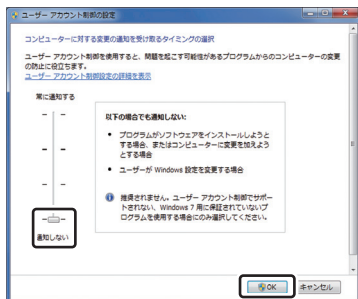 ユーザー アカウント制御の設定
コンピューターに対する変更の通知を受け取るタイミングの選択
ユーザー アカウント制御を使用すると、問題を起こす可能性があるプログラムからのコンピューターの変更
の防止に役立ちます。
ユーザー アカウント制御設定の詳細を表示
常に通知する
以下の場合でも通知しない:
• プログラムがソフトウェアをインストールしようと
する場合、またはコンピューターに変更を加えよう
とする場合
• ユーザーが Windows 設定を変更する場合
推奨されません。ユーザー アカウント制御でサポー
トされない、Windows 7 用に保証されていないプ
ログラムを使用する場合にのみ選択してください。
通知しない
OK
キャンセル